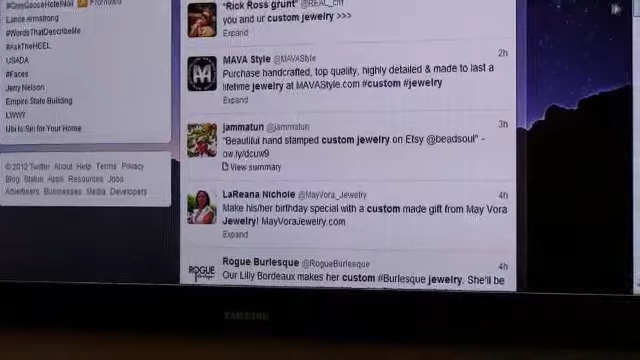 #GreyGooseHotelNoir Promoted
Lance Armstrong
#WordsThatDescribeMe
#AskTheHEEL
USADA
#Faces
Jerry Nelson
Empire State Building
LWWY
Ubi Is Sin for Your Home
© 2012 Twitter About Help Terms Privacy
Blog Status Apps Resources Jobs
Advertisers Businesses Media Developers
"Rick Ross grunt"
you and ur custom jewelry >>>
Expand
MAVA Style @MAVAStyle 2h
Purchase handcrafted, top quality, highly detailed & made to last a
lifetime jewelry at MAVAStyle.com #custom #jewelry
Expand
jammatun @jammatun 3h
"Beautiful hand stamped custom jewelry on Etsy @beadsoul" -
ow.ly/dcuw9
View summary
LaReana Nichole @MayVora_Jewelry 4h
Make his/her birthday special with a custom made gift from May Vora
Jewelry! MayVoraJewelry.com
Expand
Rogue Burlesque @RogueBurlesque 4h
ROGUE
Our Lilly Bordeaux makes her custom #Burlesque jewelry. She'll be
SAMSUNG